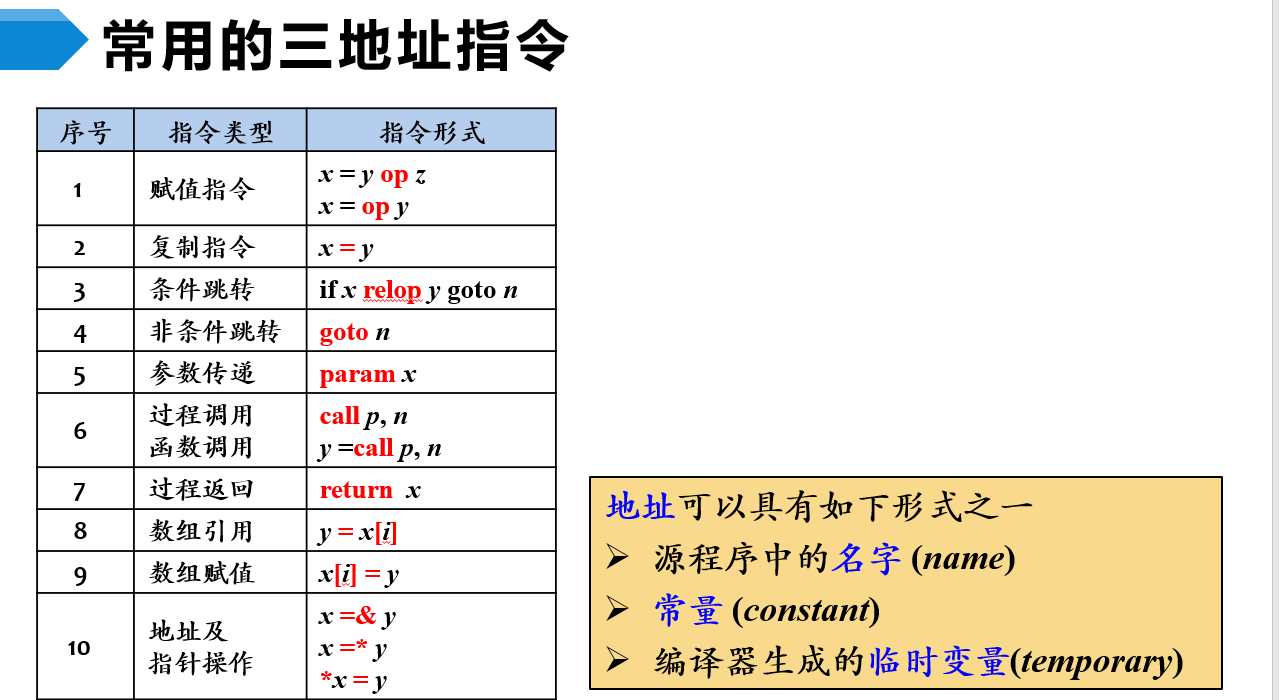 常用的三地址指令
序号 指令类型 指令形式
1 赋值指令 x = y op z
x = op y
2 复制指令 x = y
3 条件跳转 if x relop y goto n
4 非条件跳转 goto n
5 参数传递 param x
6 过程调用 call p, n
函数调用 y =call p, n
7 过程返回 return x
8 数组引用 y = x[i]
9 数组赋值 x[i] = y
10 地址及 x =& y
指针操作 x =* y
*x = y
地址可以具有如下形式之一
➢ 源程序中的名字 (name)
➢ 常量 (constant)
➢ 编译器生成的临时变量(temporary)